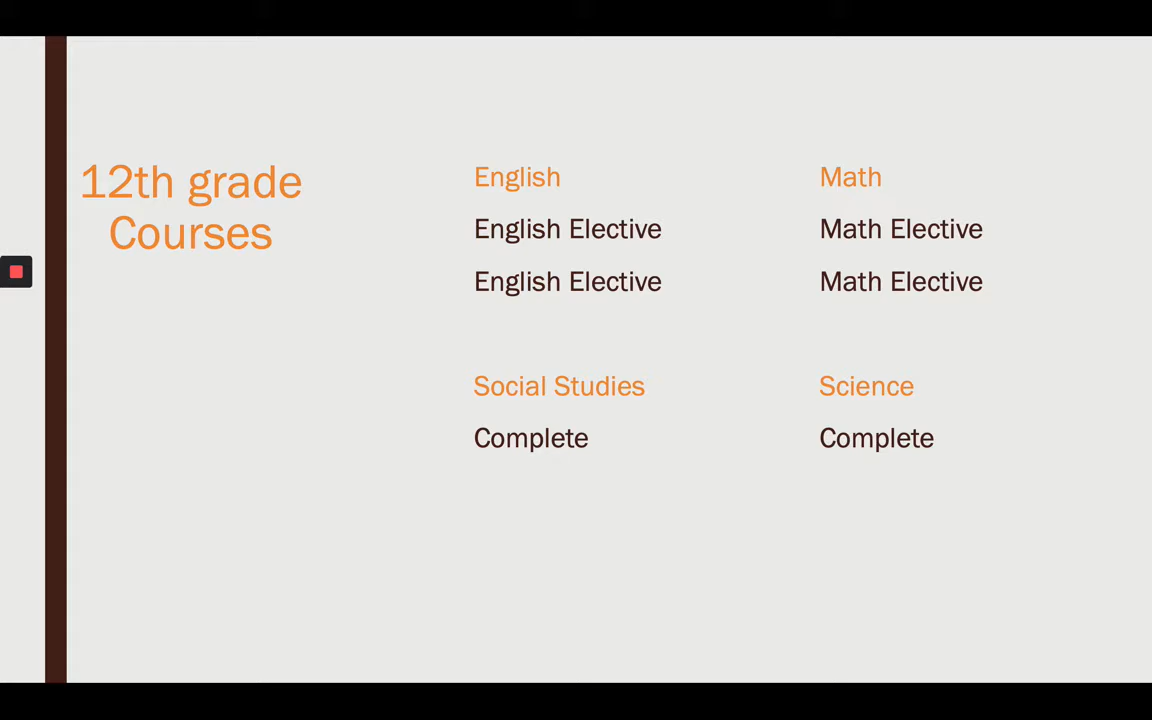 12th grade
Courses
English
English Elective
English Elective
Math
Math Elective
Math Elective
Social Studies
Complete
Science
Complete